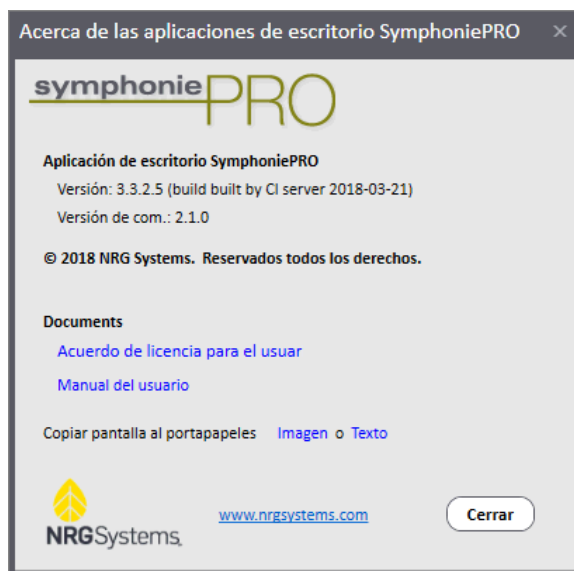 Acerca de las aplicaciones de escritorio SymphoniePRO ×
symphoniePRO
Aplicación de escritorio SymphoniePRO
Versión: 3.3.2.5 (build built by CI server 2018-03-21)
Versión de com.: 2.1.0
© 2018 NRG Systems. Reservados todos los derechos.
Documents
Acuerdo de licencia para el usuar
Manual del usuario
Copiar pantalla al portapapeles Imagen o Texto
NRGSystems
www.nrgsystems.com
Cerrar